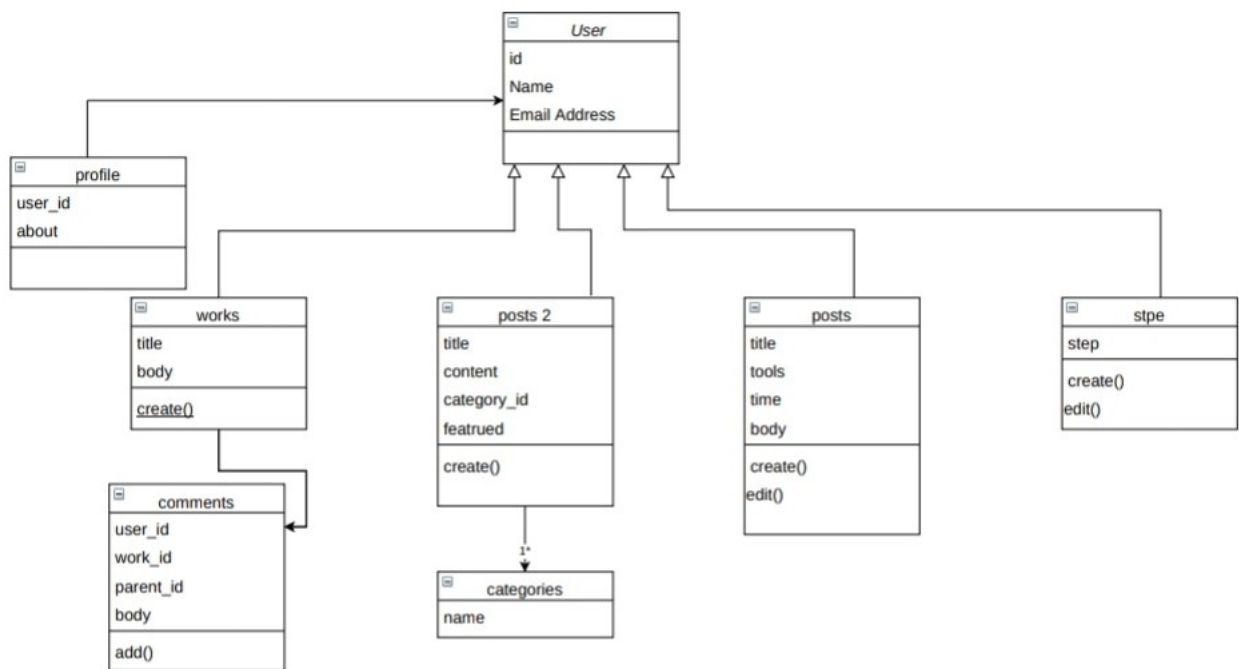 User
id
Name
Email Address
profile
user_id
about
works
title
body
create()
posts 2
title
content
category_id
featrued
create()
posts
title
tools
time
body
create()
edit()
stpe
step
create()
edit()
comments
user_id
work_id
parent_id
body
add()
1*
categories
name